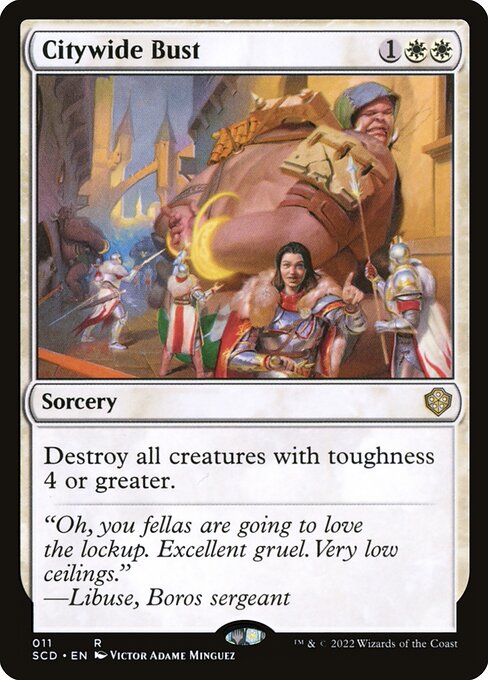 Citywide Bust 1
Sorcery
Destroy all creatures with toughness
4 or greater.
“Oh, you fellas are going to love
the lockup. Excellent gruel. Very low
ceilings.”
—Libuse, Boros sergeant
011 R
SCD • EN Victor Adame Minguez
™ & © 2022 Wizards of the Coast